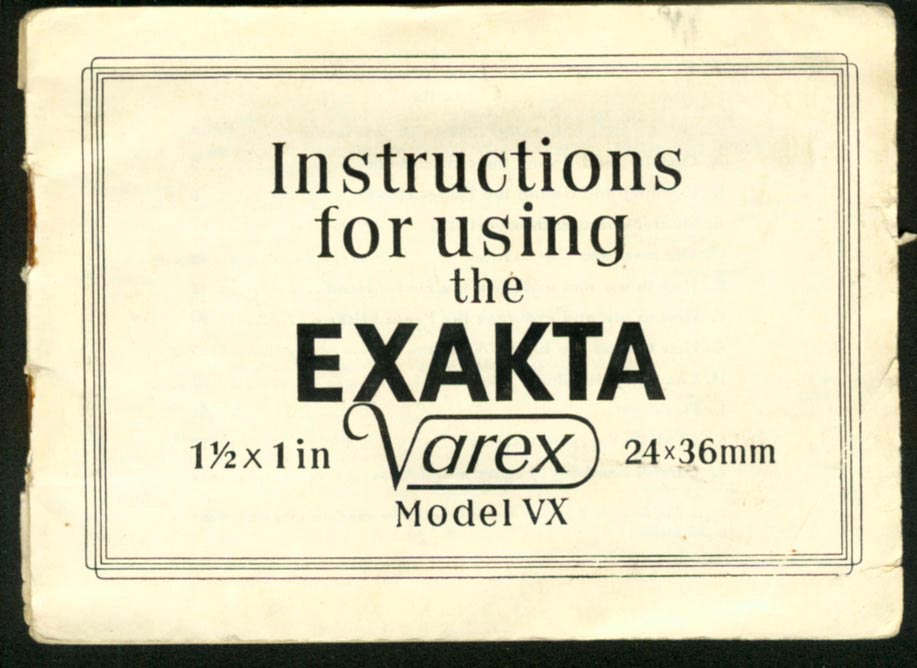 Instructions
for using
the
EXAKTA
1½ x 1 in Varex 24×36mm
Model VX